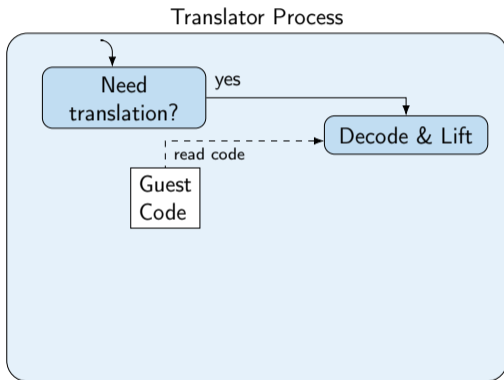 Translator Process
Need
translation?
yes
Decode & Lift
read code
Guest
Code